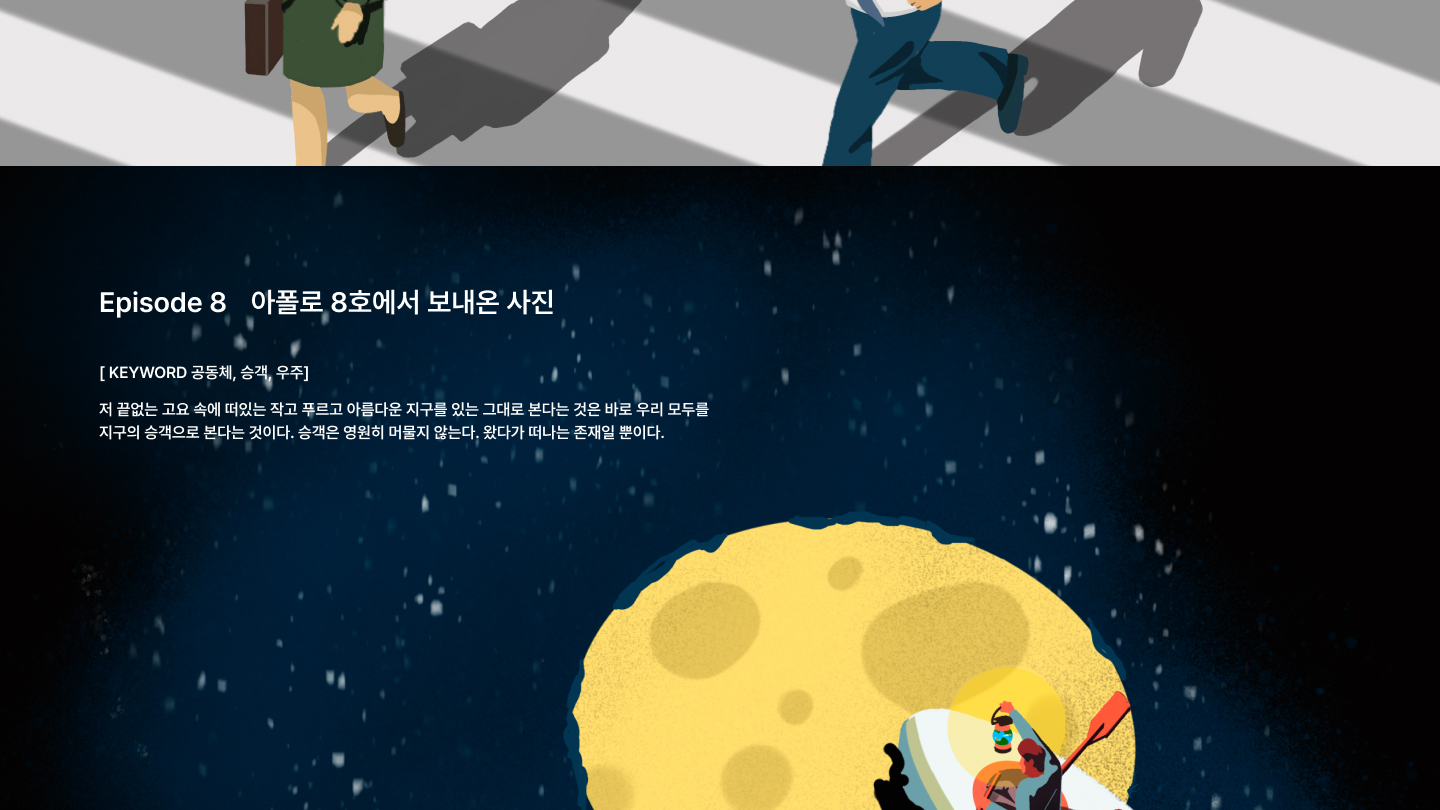 Episode 8 아폴로 8호에서 보내온 사진
[ KEYWORD 공동체, 승객, 우주]
저 끝없는 고요 속에 떠있는 작고 푸르고 아름다운 지구를 있는 그대로 본다는 것은 바로 우리 모두를
지구의 승객으로 본다는 것이다. 승객은 영원히 머물지 않는다. 왔다가 떠나는 존재일 뿐이다.